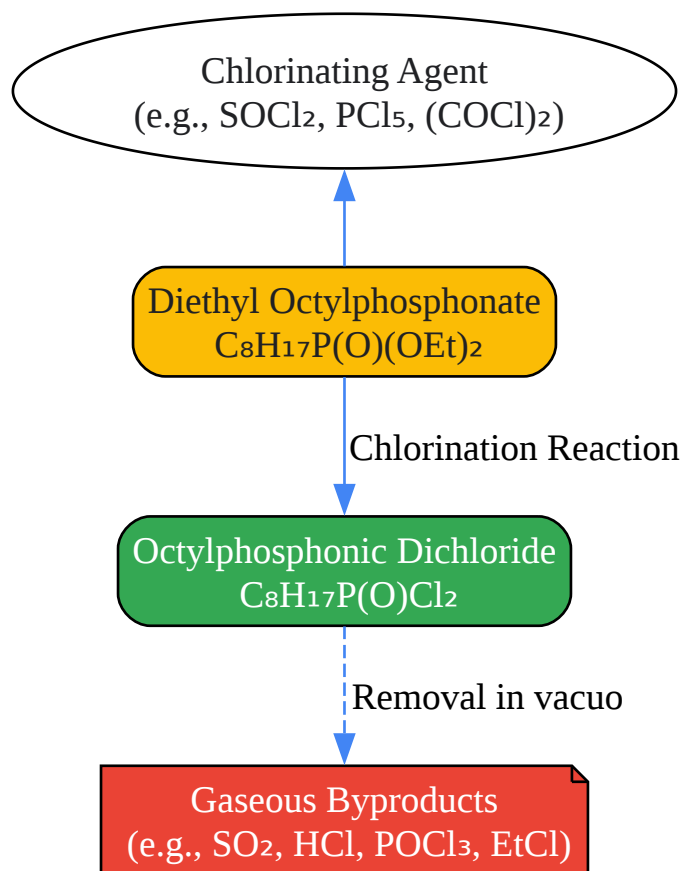 Chlorinating Agent
(e.g., SOCl₂, PCl₅, (COCl)₂)
Diethyl Octylphosphonate
C₈H₁₇P(O)(OEt)₂
Chlorination Reaction
Octylphosphonic Dichloride
C₈H₁₇P(O)Cl₂
Removal in vacuo
Gaseous Byproducts
(e.g., SO₂, HCl, POCl₃, EtCl)